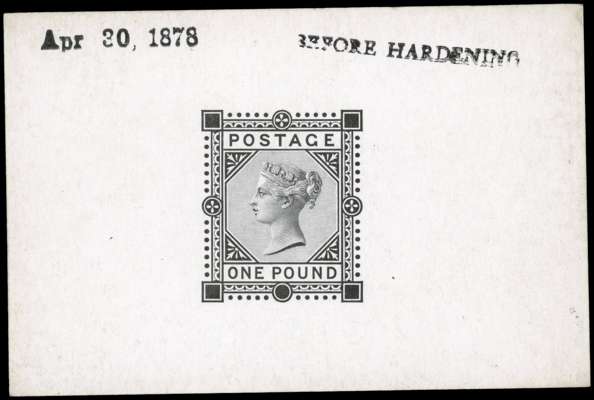 Apr 30, 1878
BEFORE HARDENING
POSTAGE
ONE POUND